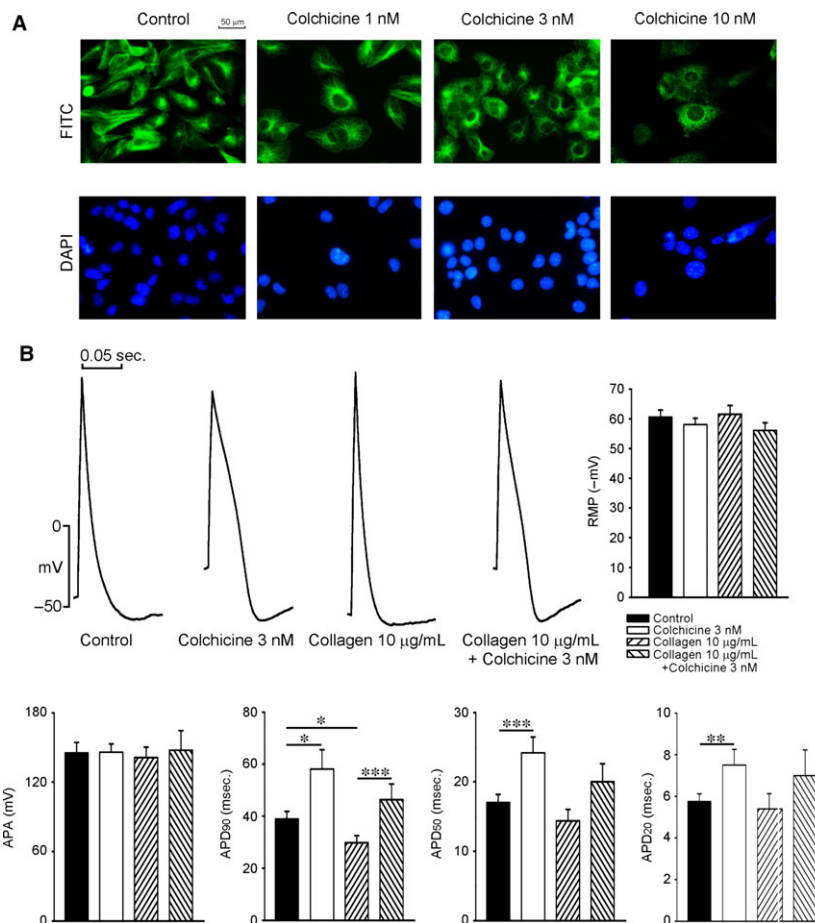 A
Control
Colchicine 1 nM
Colchicine 3 nM
Colchicine 10 nM
50 µm
FITC
DAPI
B
0.05 sec.
0
mV
–50
Control
Colchicine 3 nM
Collagen 10 µg/mL
Collagen 10 µg/mL
+ Colchicine 3 nM
70
60
50
40
30
20
10
0
RMP (–mV)
Control
Colchicine 3 nM
Collagen 10 µg/mL
Collagen 10 µg/mL
+Colchicine 3 nM
180
120
60
0
APA (mV)
80
60
40
20
0
APD90 (msec.)
*
*
***
30
20
10
0
APD50 (msec.)
***
8
6
4
2
0
APD20 (msec.)
**